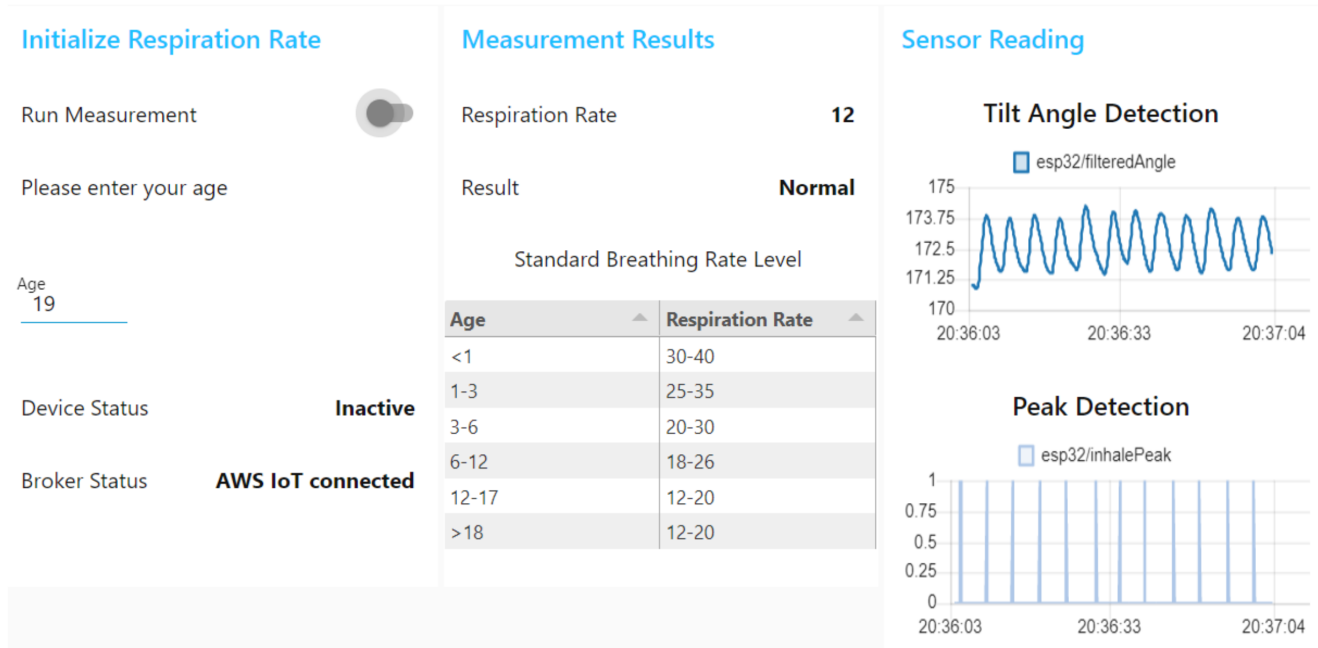 Initialize Respiration Rate
Run Measurement
Please enter your age
Age
19
Device Status Inactive
Broker Status AWS IoT connected
Measurement Results
Respiration Rate 12
Result Normal
Standard Breathing Rate Level
Age Respiration Rate
<1 30-40
1-3 25-35
3-6 20-30
6-12 18-26
12-17 12-20
>18 12-20
Sensor Reading
Tilt Angle Detection
esp32/filteredAngle
175
173.75
172.5
171.25
170
20:36:03 20:36:33 20:37:04
Peak Detection
esp32/inhalePeak
1
0.75
0.5
0.25
0
20:36:03 20:36:33 20:37:04